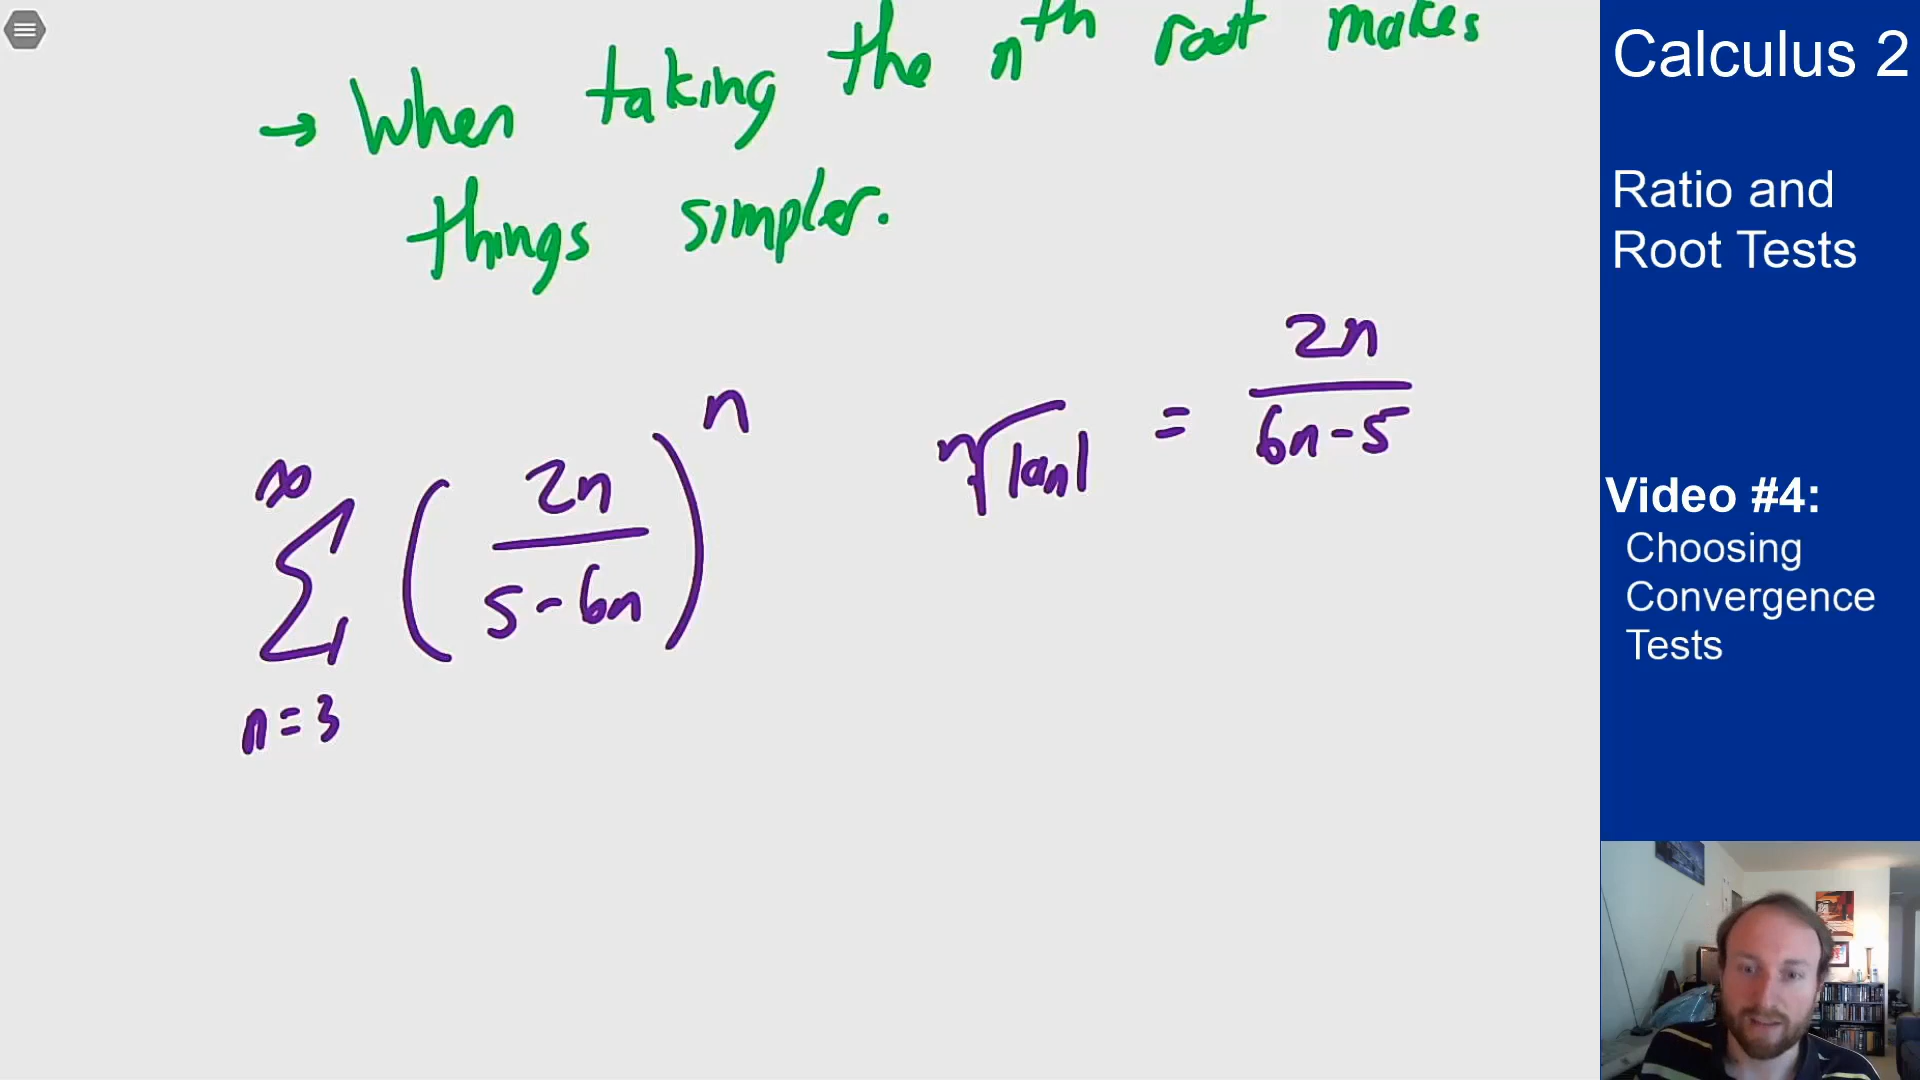 → When taking the nth root makes
things simpler.
∞
∑ ( 2n / 5-6n )^n
n=3
ⁿ√|an| = 2n / 6n-5
Calculus 2
Ratio and
Root Tests
Video #4:
Choosing
Convergence
Tests